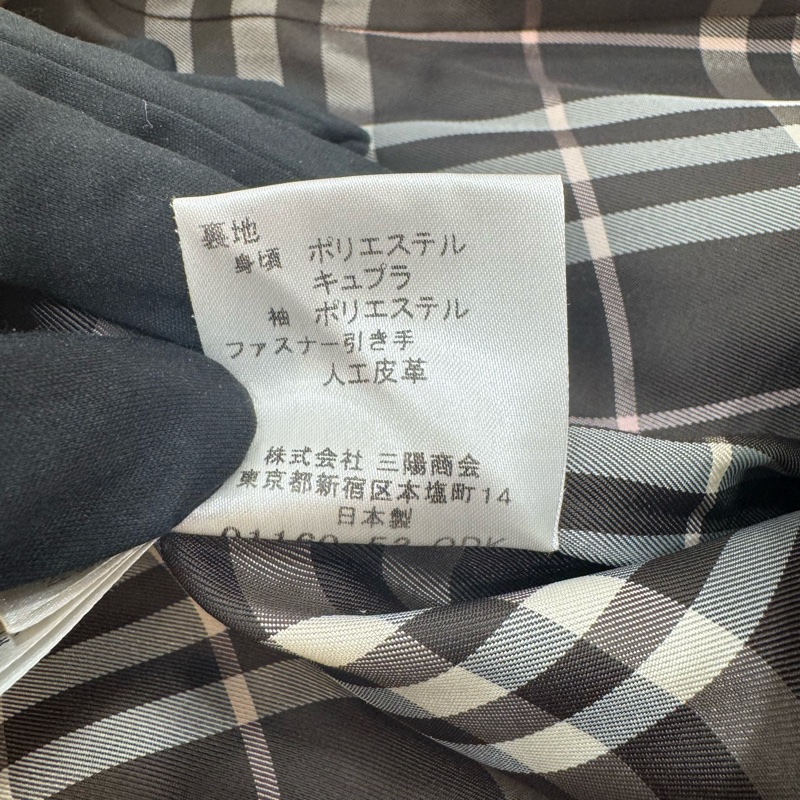 裏地
身頃 ポリエステル
キュプラ
袖 ポリエステル
ファスナー引き手
人工皮革
株式会社 三陽商会
東京都新宿区本塩町14
日本製